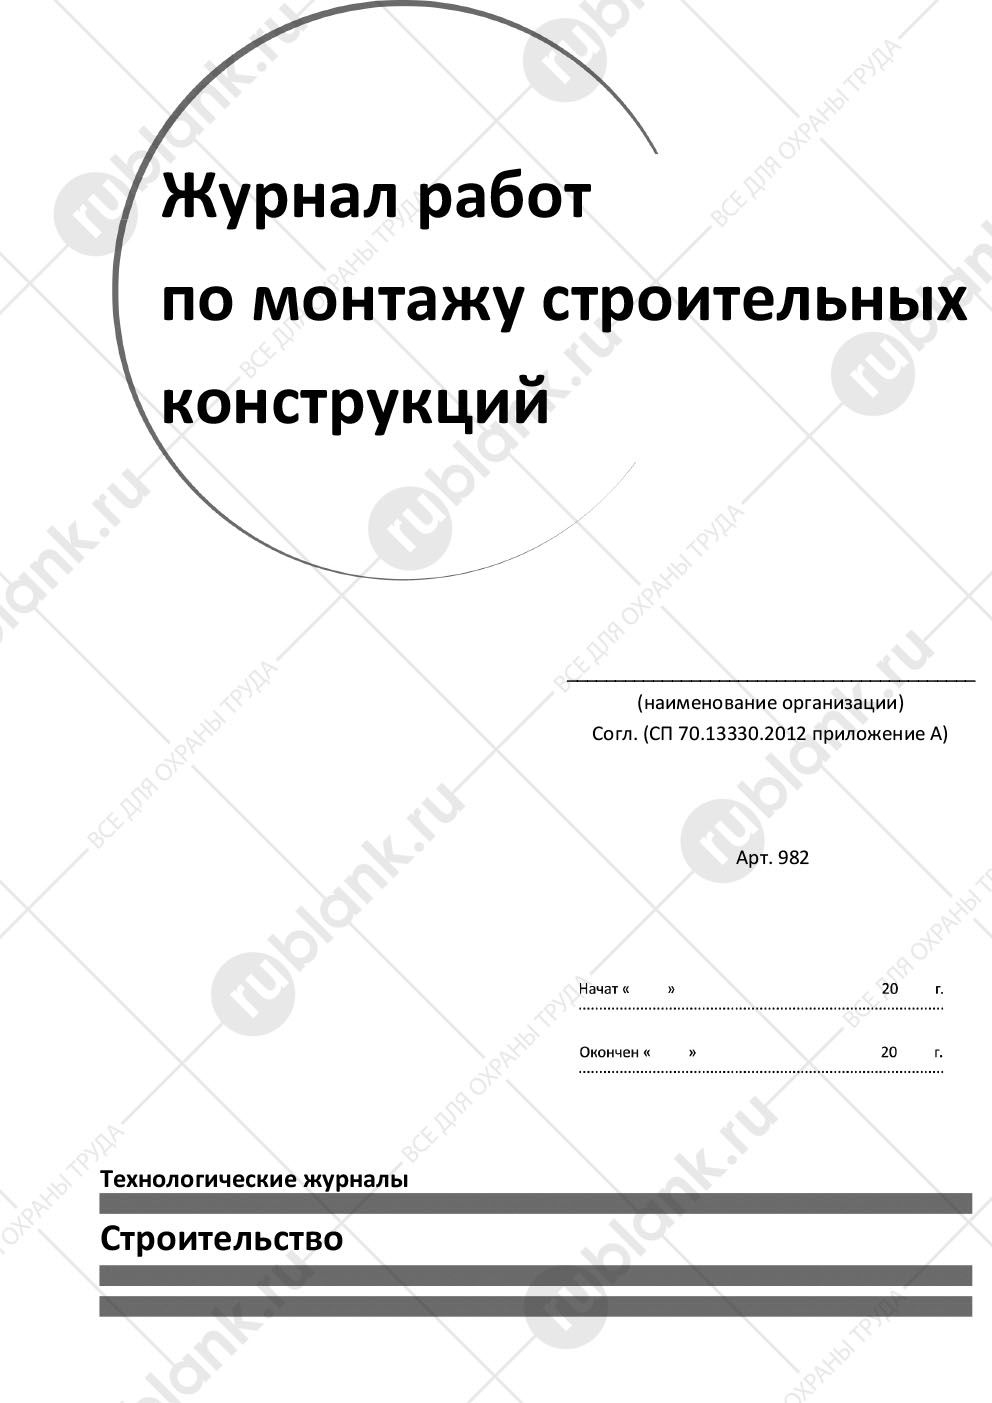 Журнал работ
по монтажу строительных
конструкций
(наименование организации)
Согл. (СП 70.13330.2012 приложение А)
Арт. 982
Начат « » 20 г.
Окончен « » 20 г.
Технологические журналы
Строительство
rublank.ru
ВСЕ ДЛЯ ОХРАНЫ ТРУДА